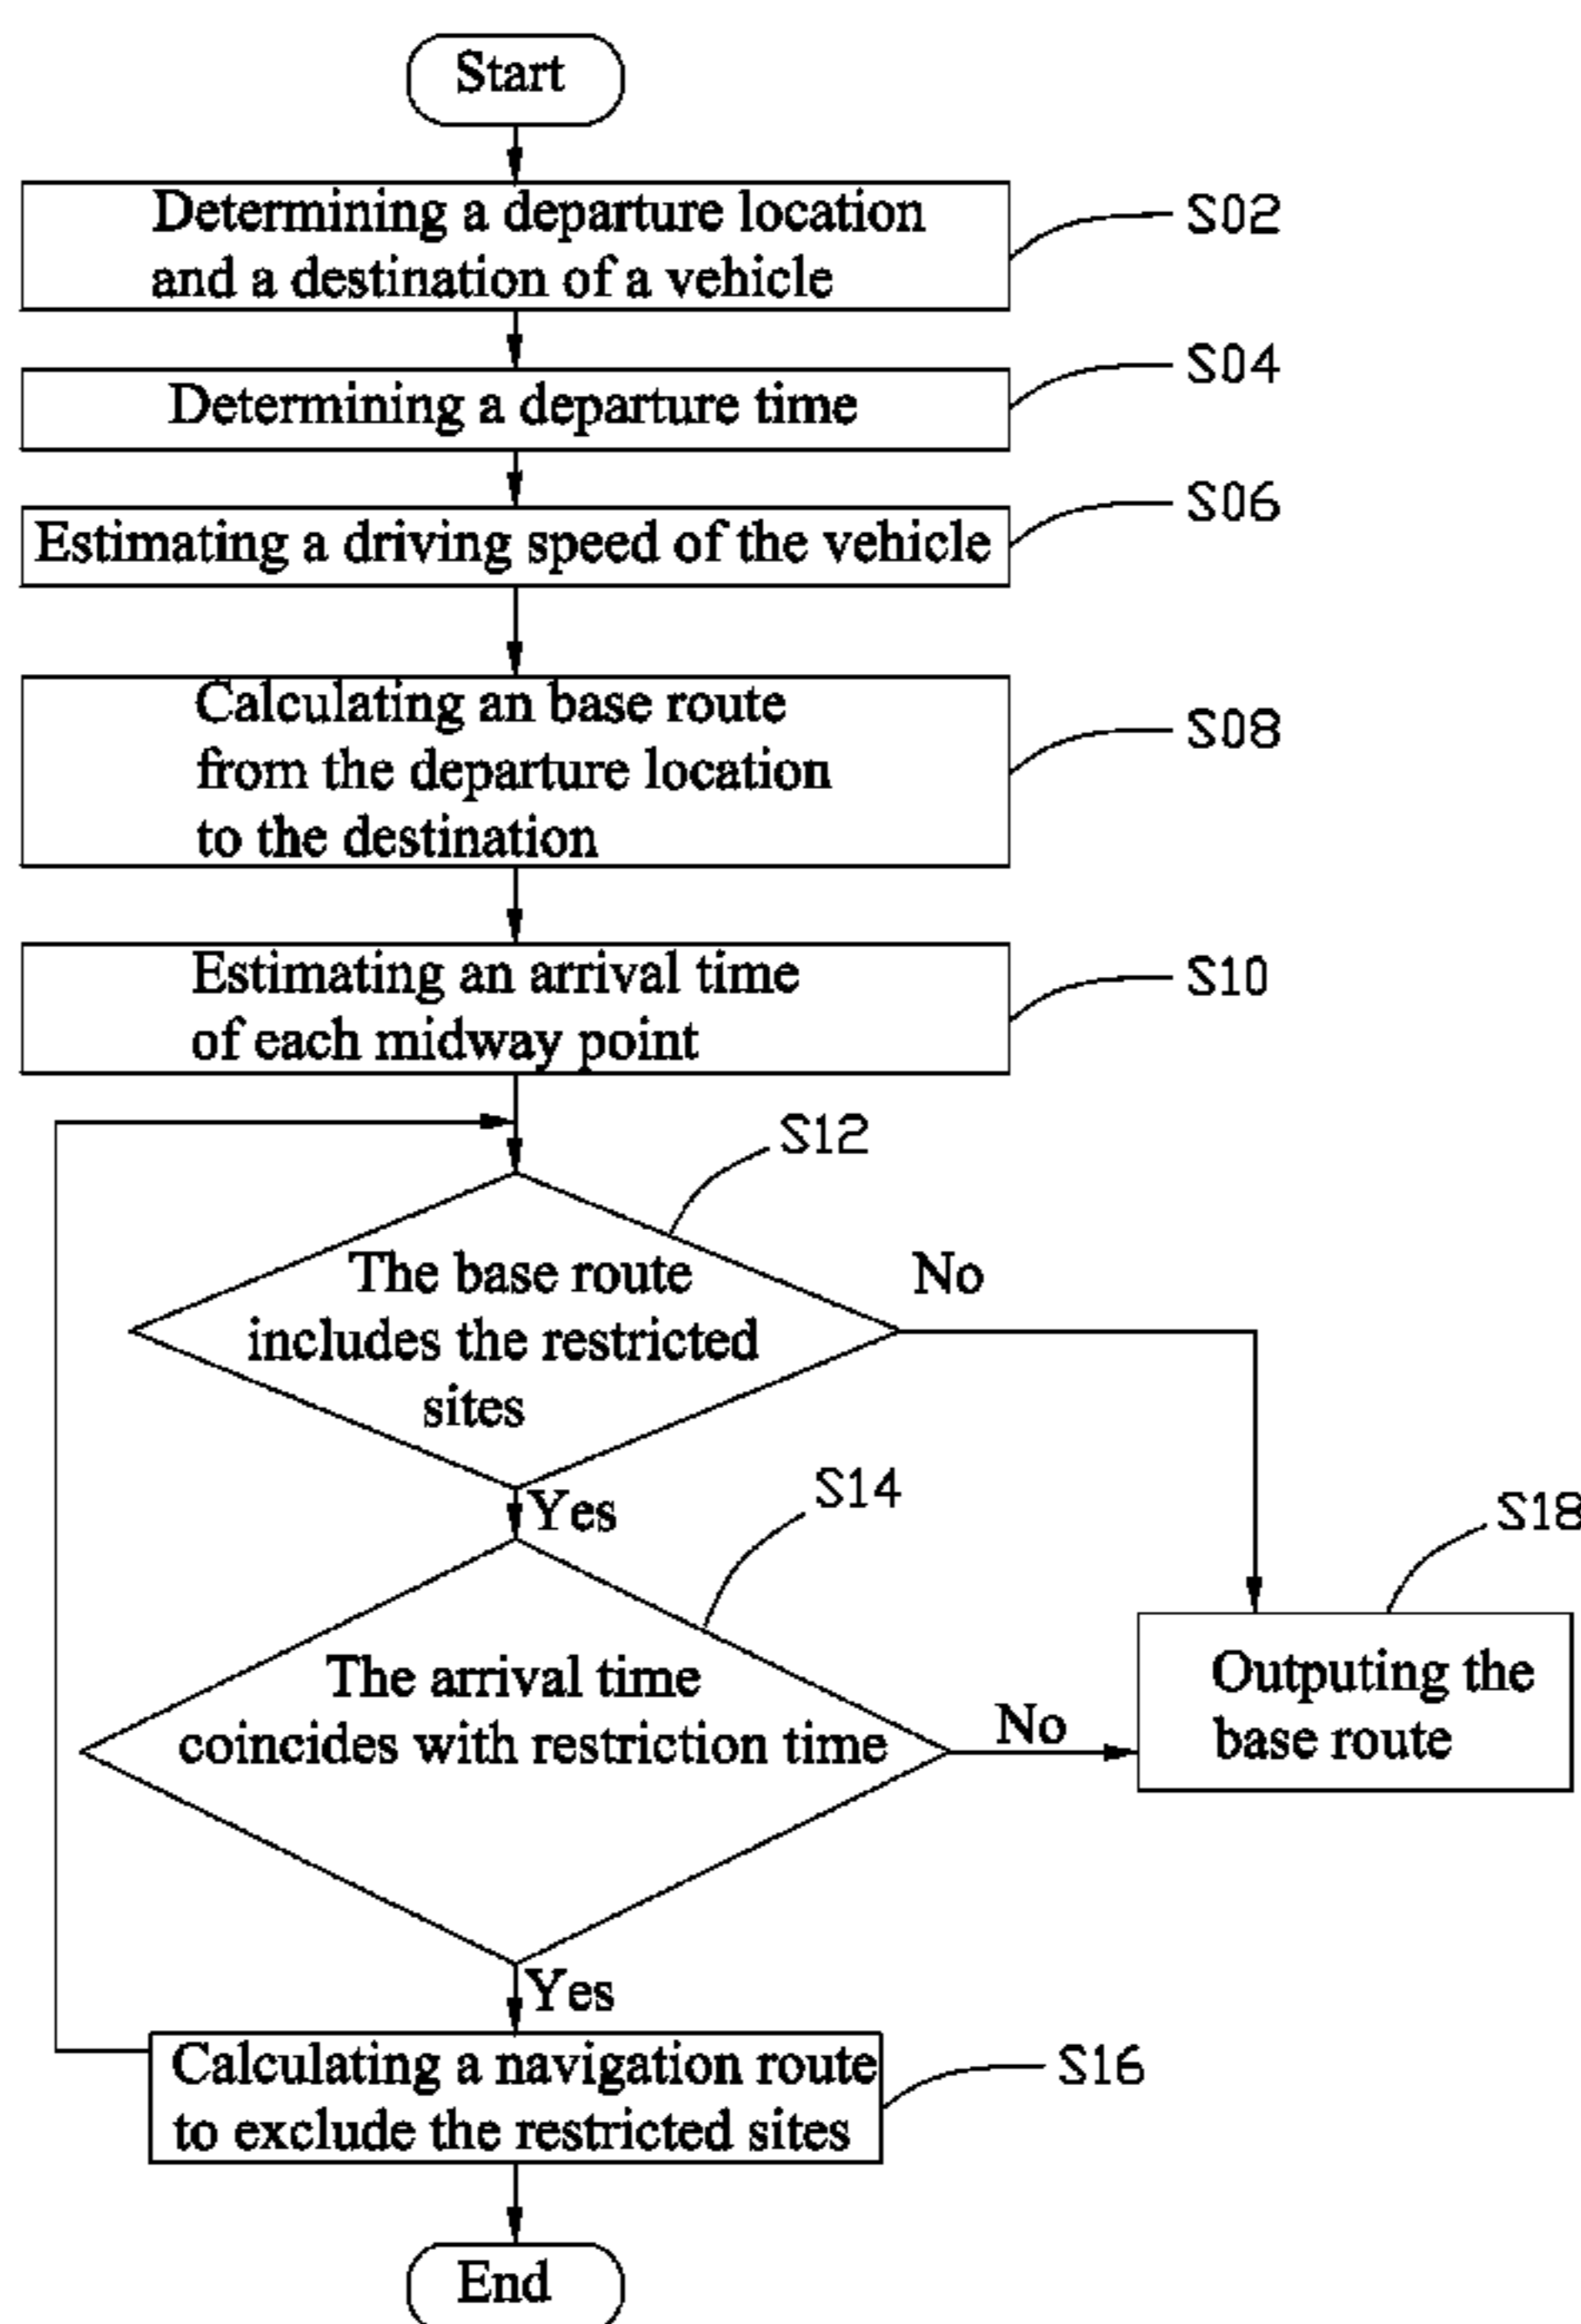 Start
Determining a departure location
and a destination of a vehicle
S02
Determining a departure time
S04
Estimating a driving speed of the vehicle
S06
Calculating an base route
from the departure location
to the destination
S08
Estimating an arrival time
of each midway point
S10
S12
The base route
includes the restricted
sites
No
Yes
S14
S18
The arrival time
coincides with restriction time
No
Outputing the
base route
Yes
Calculating a navigation route
to exclude the restricted sites
S16
End